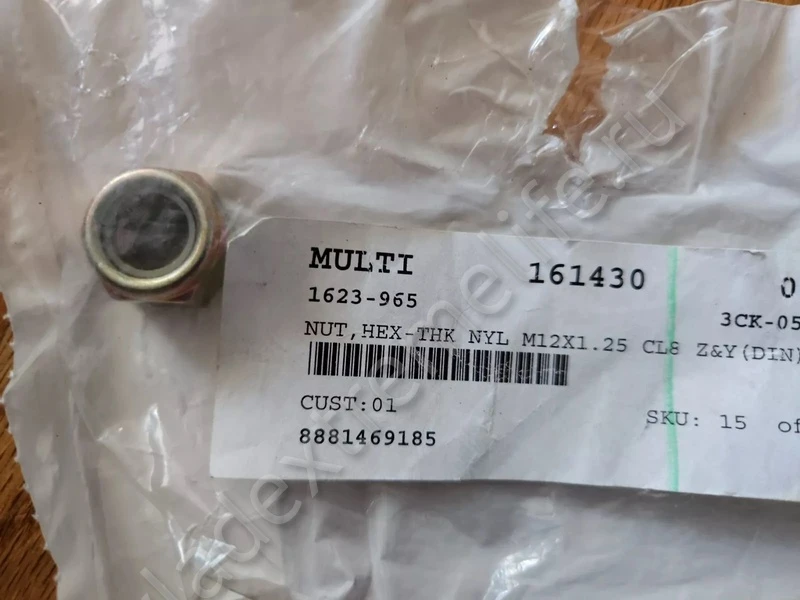 MULTI 161430 0
1623-965 3CK-05
NUT,HEX-THK NYL M12X1.25 CL8 Z&Y(DIN)
CUST:01 SKU: 15 of
8881469185